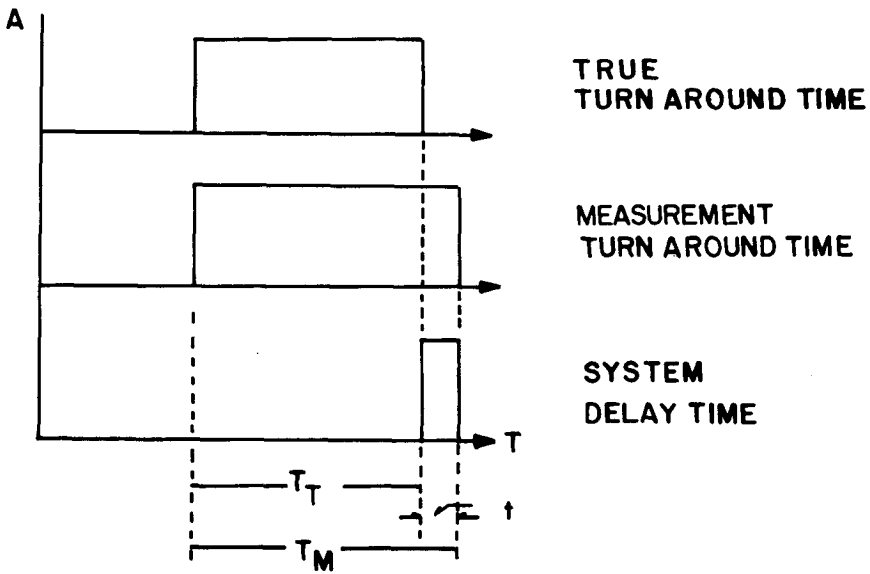 A
TRUE
TURN AROUND TIME
MEASUREMENT
TURN AROUND TIME
SYSTEM
DELAY TIME
T
T_T
t
T_M